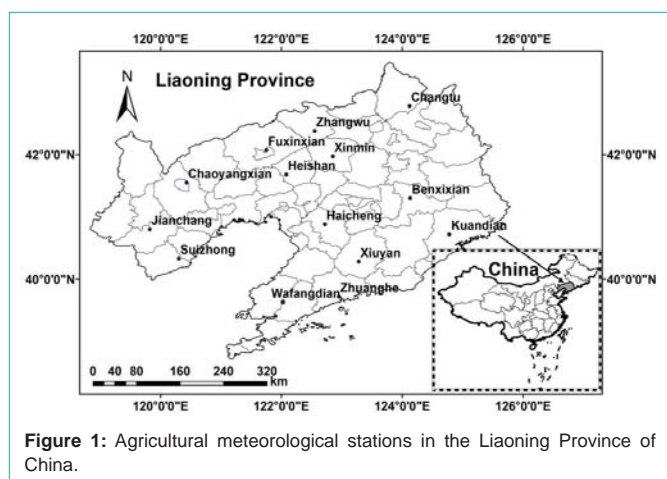 120°0'0"E 122°0'0"E 124°0'0"E 126°0'0"E
N
Liaoning Province
Changtu
Zhangwu
Fuxinxian
Xinmin
42°0'0"N 42°0'0"N
Heishan
Chaoyangxian
Benxixian
Jianchang
Haicheng
Kuandian
Suizhong
Xiuyan
China
40°0'0"N 40°0'0"N
Zhuanghe
Wafangdian
0 40 80 160 240 320
km
120°0'0"E 122°0'0"E 124°0'0"E 126°0'0"E
Figure 1: Agricultural meteorological stations in the Liaoning Province of
China.